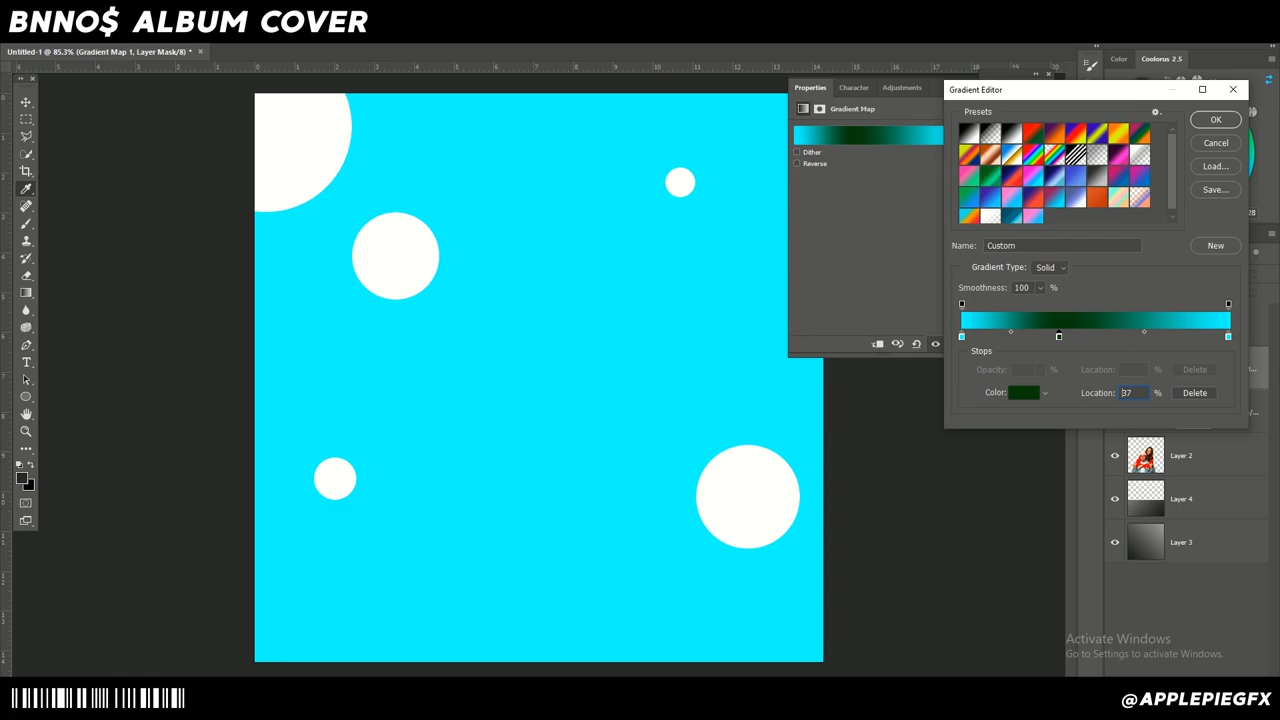 BNNO$ ALBUM COVER
Untitled-1 @ 85.3% (Gradient Map 1, Layer Mask/8) *
Color
Coolorus 2.5
Properties
Character
Adjustments
Gradient Map
Dither
Reverse
Gradient Editor
Presets
OK
Cancel
Load...
Save...
Name:
Custom
New
Gradient Type:
Solid
Smoothness:
100
%
Stops
Opacity:
%
Location:
%
Delete
Color:
Location:
37
%
Delete
Layer 2
Layer 4
Layer 3
Activate Windows
Go to Settings to activate Windows.
@APPLEPIEGFX